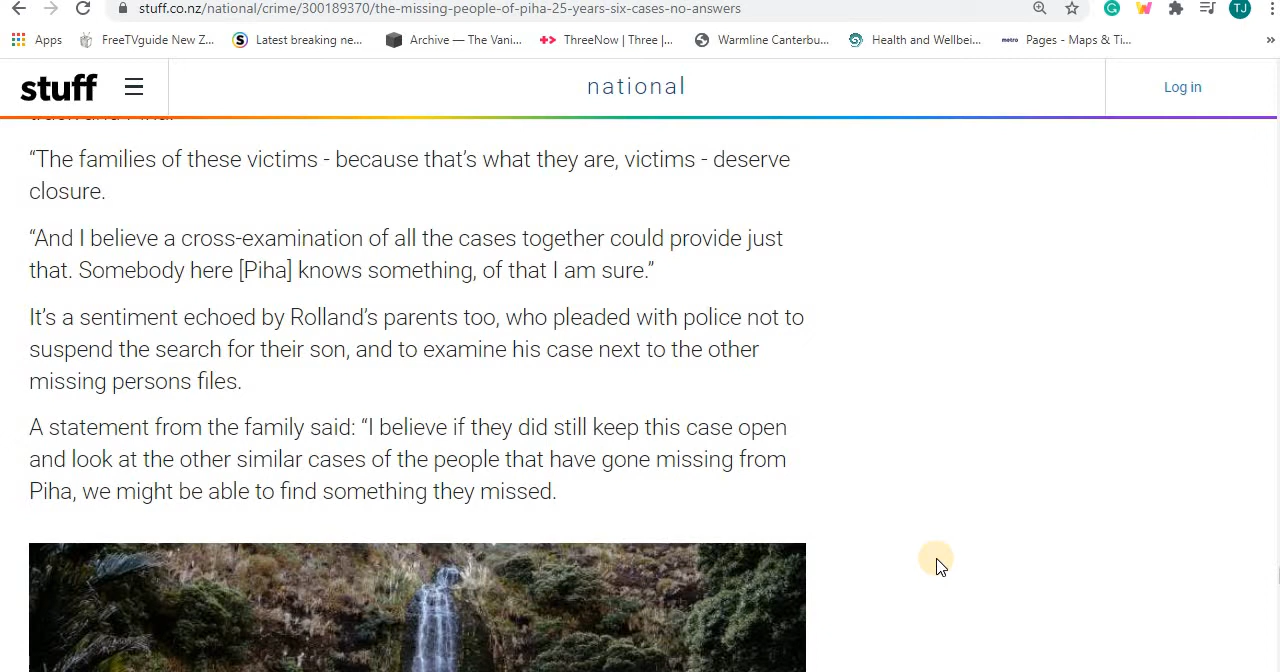 stuff.co.nz/national/crime/300189370/the-missing-people-of-piha-25-years-six-cases-no-answers
TJ
Apps
FreeTVguide New Z...
Latest breaking ne...
Archive — The Vani...
ThreeNow | Three |...
Warmline Canterbu...
Health and Wellbei...
metro Pages - Maps & Ti...
»
stuff
national
Log in
“The families of these victims - because that’s what they are, victims - deserve
closure.
“And I believe a cross-examination of all the cases together could provide just
that. Somebody here [Piha] knows something, of that I am sure.”
It’s a sentiment echoed by Rolland’s parents too, who pleaded with police not to
suspend the search for their son, and to examine his case next to the other
missing persons files.
A statement from the family said: “I believe if they did still keep this case open
and look at the other similar cases of the people that have gone missing from
Piha, we might be able to find something they missed.